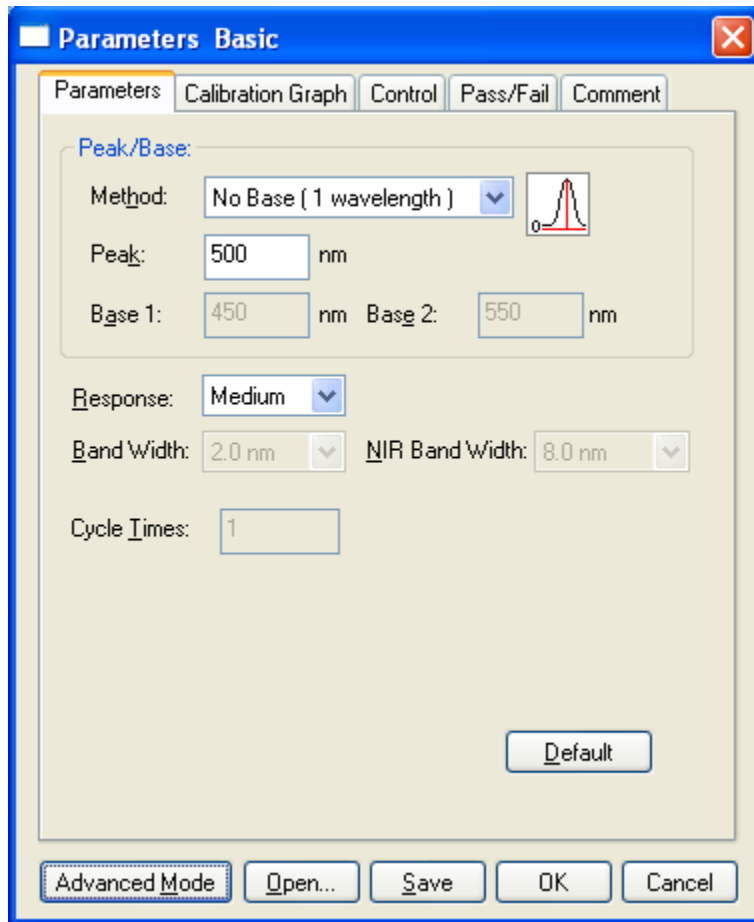 Parameters Basic
Parameters Calibration Graph Control Pass/Fail Comment
Peak/Base:
Method: No Base ( 1 wavelength ) 0
Peak: 500 nm
Base 1: 450 nm Base 2: 550 nm
Response: Medium
Band Width: 2.0 nm NIR Band Width: 8.0 nm
Cycle Times: 1
Default
Advanced Mode Open... Save OK Cancel